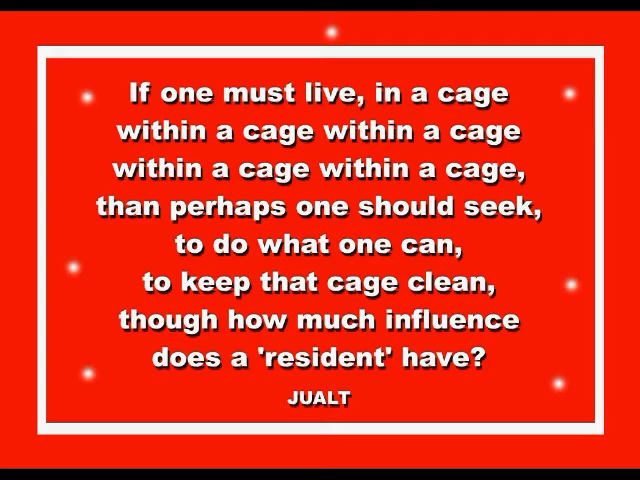 If one must live, in a cage
within a cage within a cage
within a cage within a cage,
than perhaps one should seek,
to do what one can,
to keep that cage clean,
though how much influence
does a 'resident' have?
JUALT